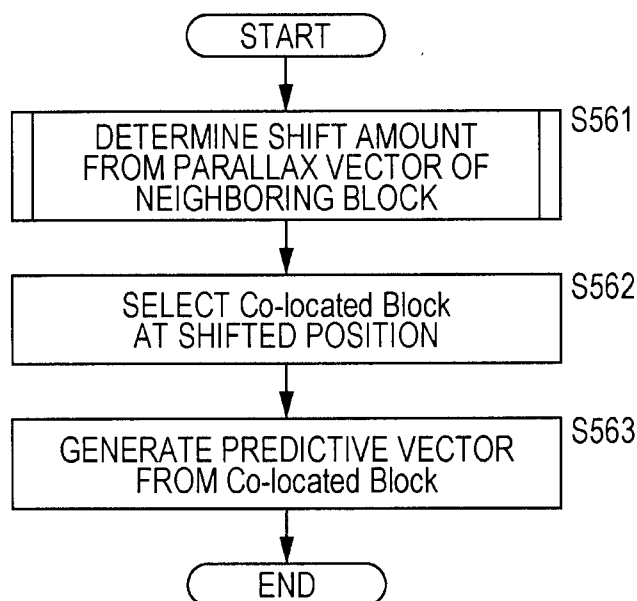 START
S561
DETERMINE SHIFT AMOUNT
FROM PARALLAX VECTOR OF
NEIGHBORING BLOCK
S562
SELECT Co-located Block
AT SHIFTED POSITION
S563
GENERATE PREDICTIVE VECTOR
FROM Co-located Block
END